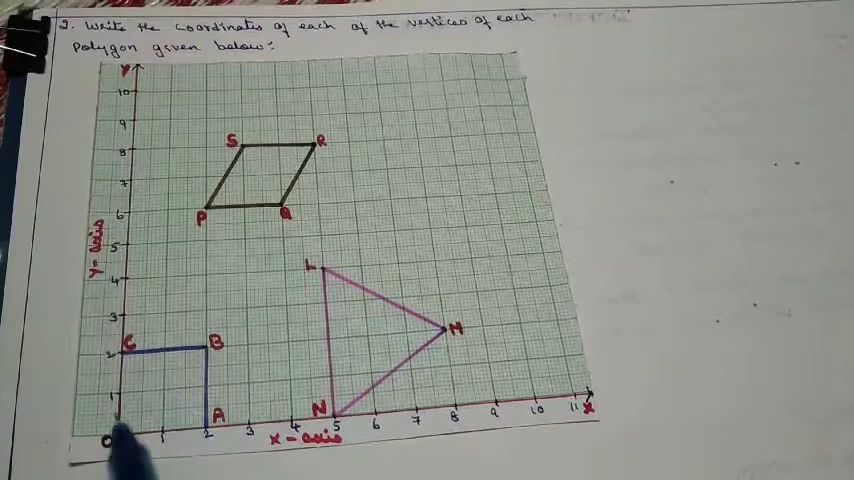 2. Write the coordinates of each of the vertices of each
Polygon given below:
Y
10
9
S R
8
7
P Q
6
Y-axis
5
L
4
3
M
C B
2
1
N
A
O 1 2 3 4 5 6 7 8 9 10 11 X
X-axis